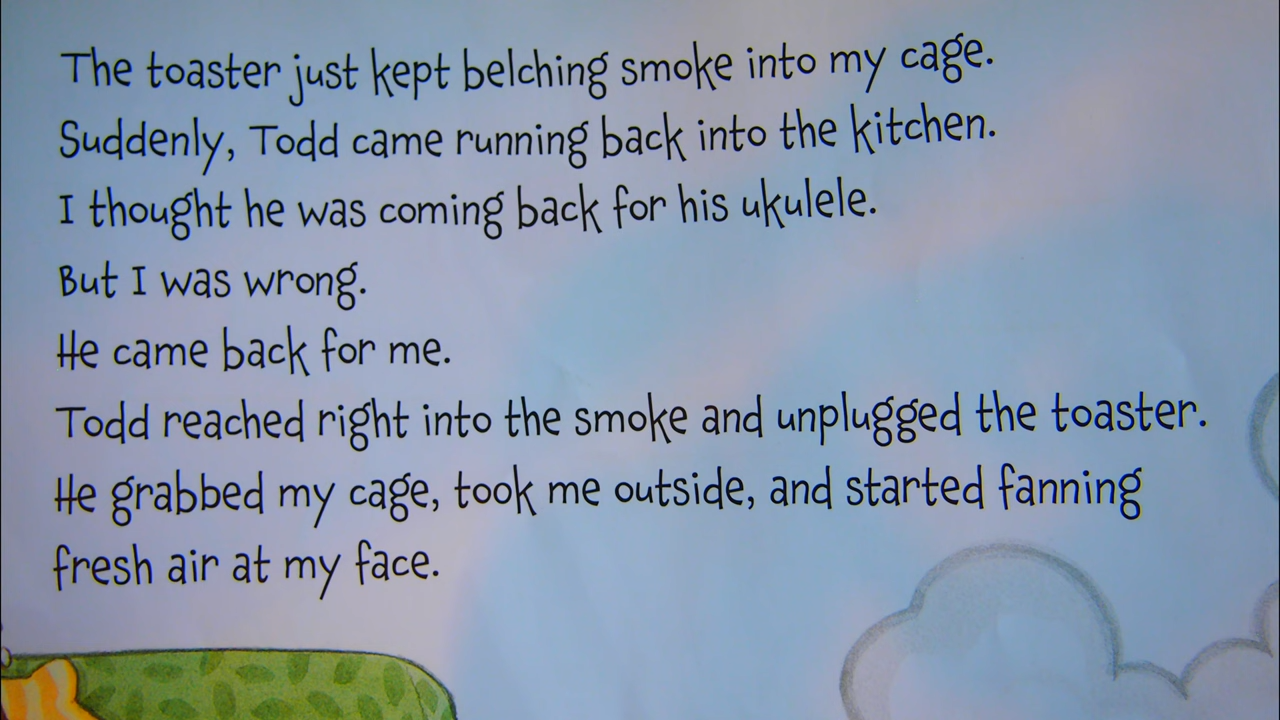 The toaster just kept belching smoke into my cage.
Suddenly, Todd came running back into the kitchen.
I thought he was coming back for his ukulele.
But I was wrong.
He came back for me.
Todd reached right into the smoke and unplugged the toaster.
He grabbed my cage, took me outside, and started fanning
fresh air at my face.